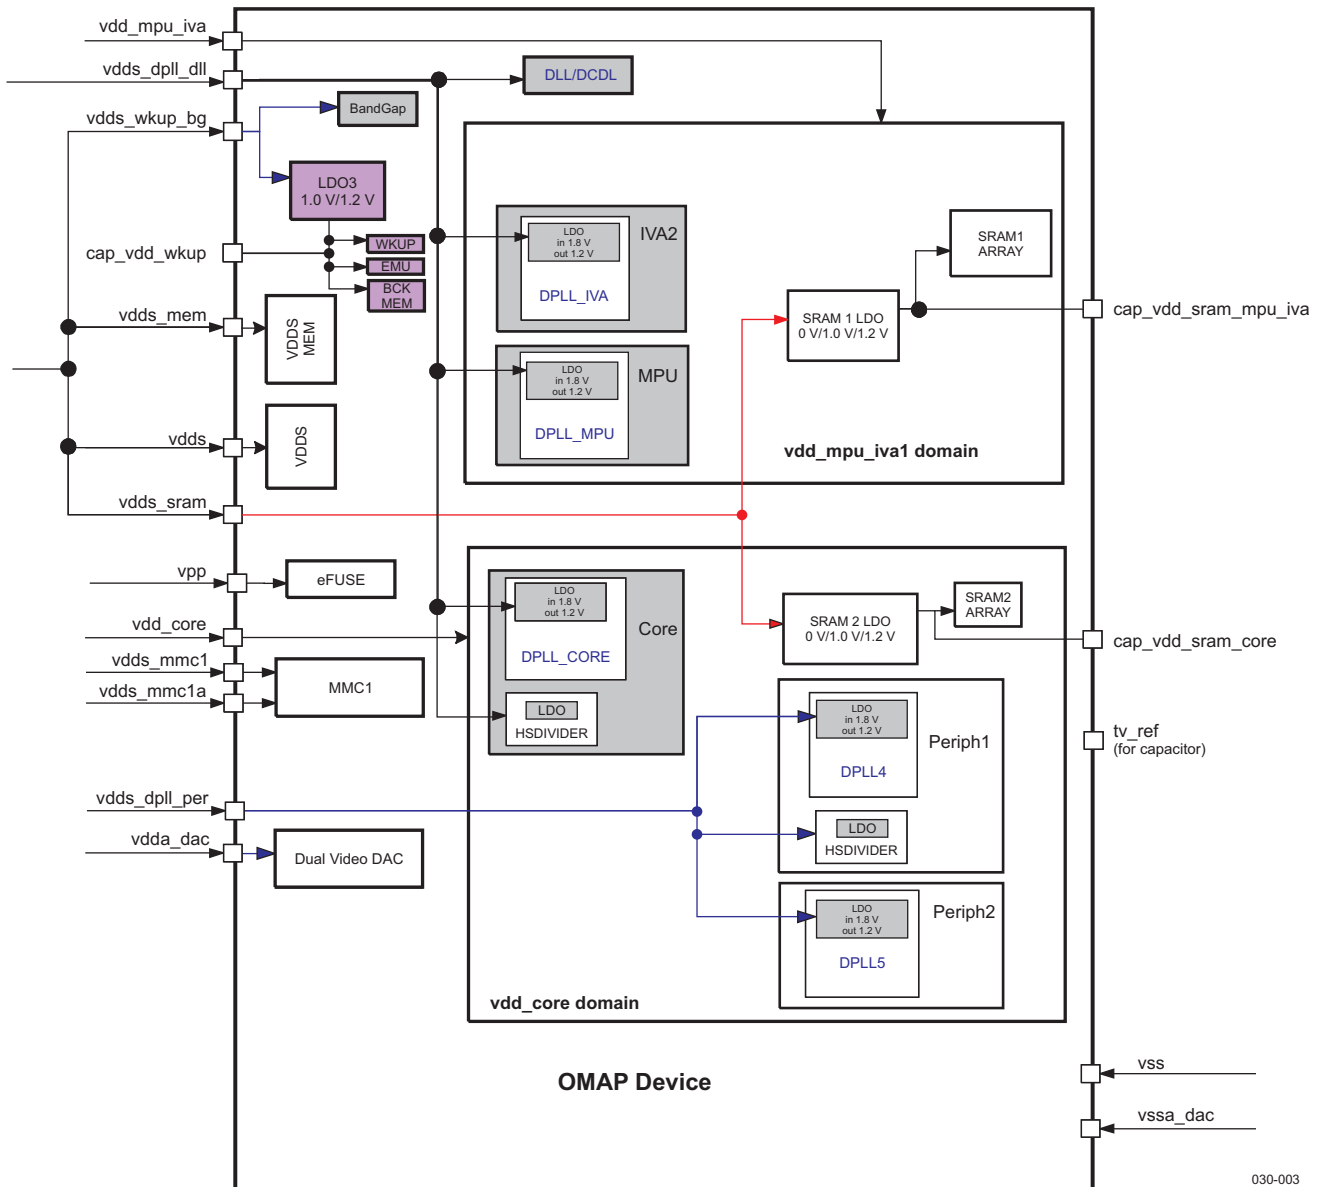 vdd_mpu_iva
vdds_dpll_dll
DLL/DCDL
vdds_wkup_bg
BandGap
LDO3
1.0 V/1.2 V
cap_vdd_wkup
WKUP
EMU
BCK
MEM
vdds_mem
VDDS
MEM
vdds
VDDS
vdds_sram
LDO
in 1.8 V
out 1.2 V
IVA2
DPLL_IVA
LDO
in 1.8 V
out 1.2 V
MPU
DPLL_MPU
SRAM1
ARRAY
SRAM 1 LDO
0 V/1.0 V/1.2 V
cap_vdd_sram_mpu_iva
vdd_mpu_iva1 domain
vpp
eFUSE
vdd_core
vdds_mmc1
vdds_mmc1a
MMC1
LDO
in 1.8 V
out 1.2 V
Core
DPLL_CORE
LDO
HSDIVIDER
SRAM2
ARRAY
SRAM 2 LDO
0 V/1.0 V/1.2 V
cap_vdd_sram_core
LDO
in 1.8 V
out 1.2 V
Periph1
DPLL4
LDO
HSDIVIDER
tv_ref
(for capacitor)
vdds_dpll_per
vdda_dac
Dual Video DAC
LDO
in 1.8 V
out 1.2 V
Periph2
DPLL5
vdd_core domain
OMAP Device
vss
vssa_dac
030-003